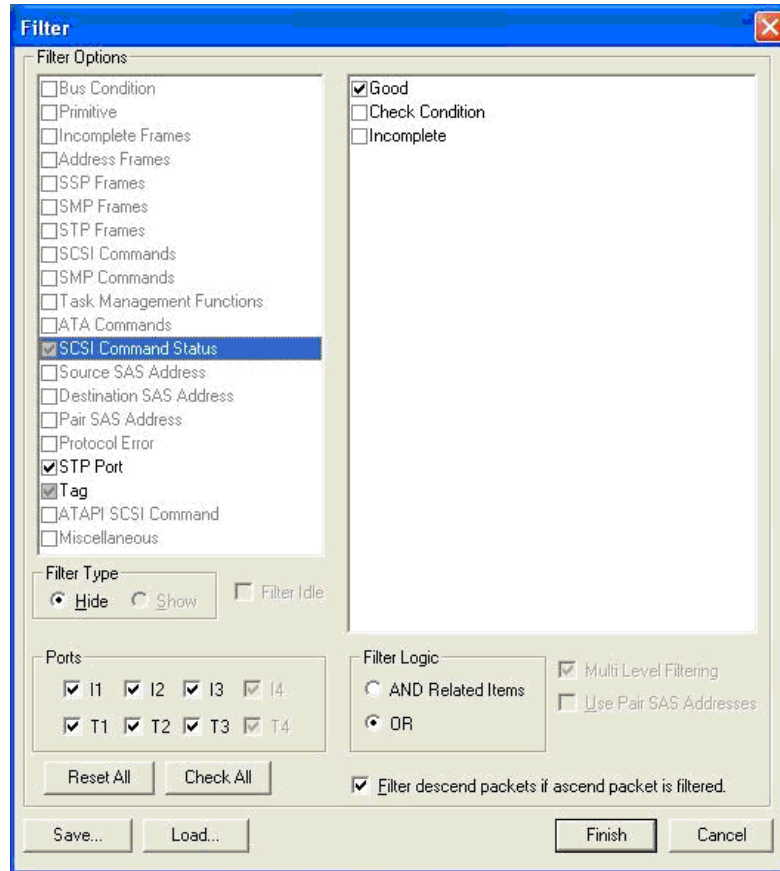 Filter
Filter Options
Bus Condition
Primitive
Incomplete Frames
Address Frames
SSP Frames
SMP Frames
STP Frames
SCSI Commands
SMP Commands
Task Management Functions
ATA Commands
SCSI Command Status
Source SAS Address
Destination SAS Address
Pair SAS Address
Protocol Error
STP Port
Tag
ATAPI SCSI Command
Miscellaneous
Good
Check Condition
Incomplete
Filter Type
Hide Show
Filter Idle
Ports
I1 I2 I3 I4
T1 T2 T3 T4
Filter Logic
AND Related Items
OR
Multi Level Filtering
Use Pair SAS Addresses
Reset All Check All
Filter descend packets if ascend packet is filtered.
Save... Load... Finish Cancel